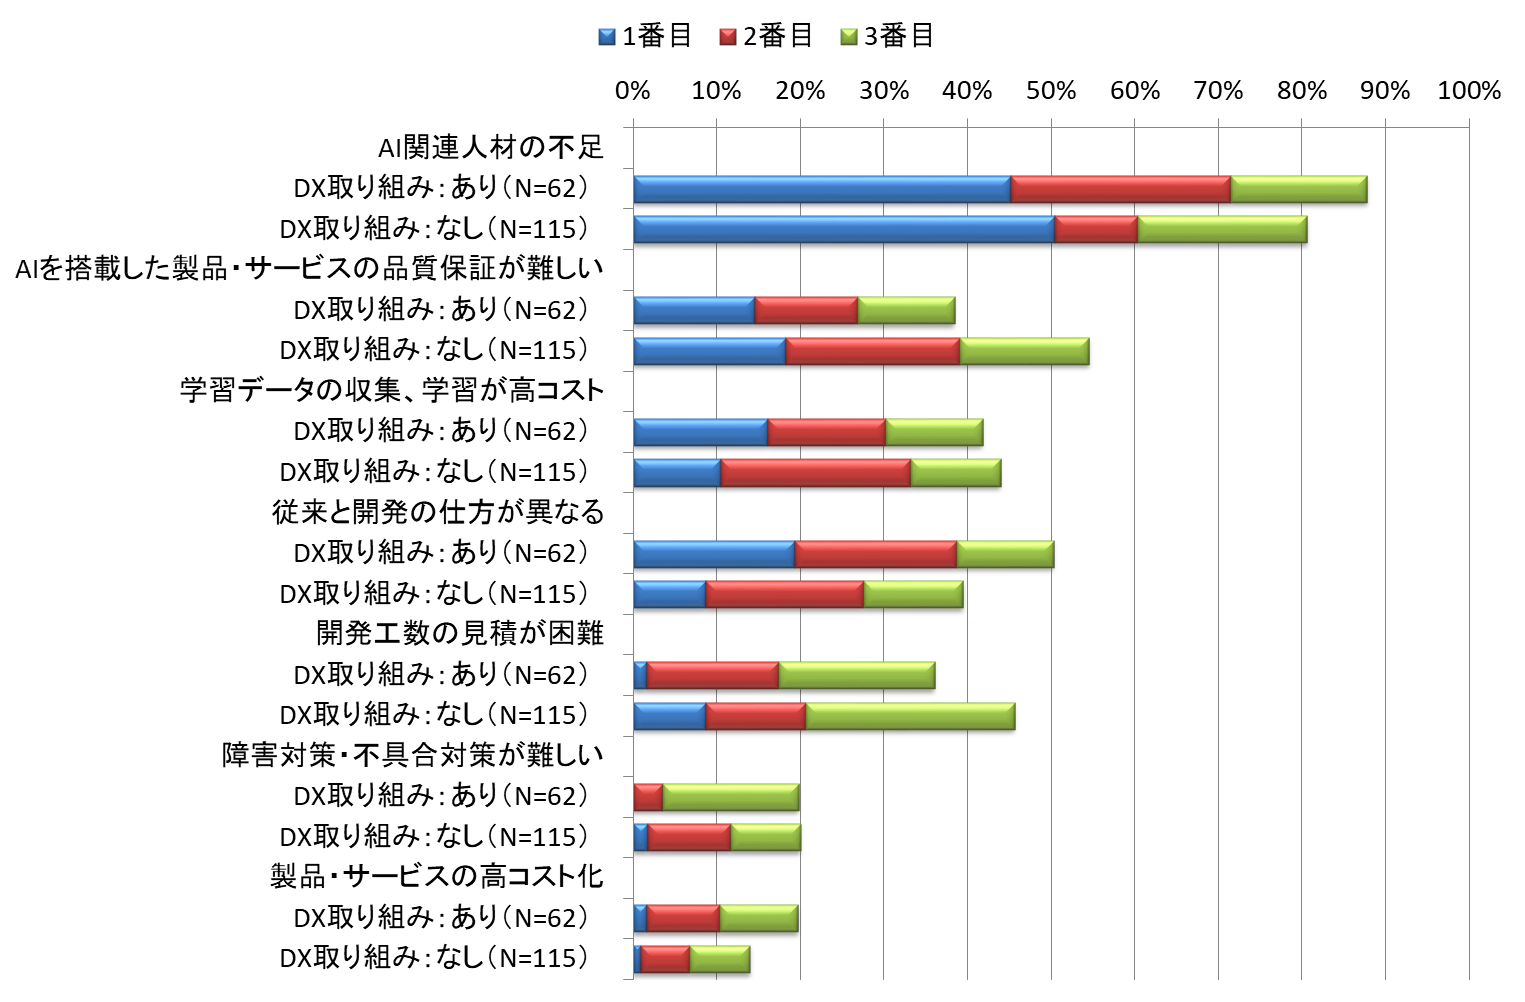 1番目 2番目 3番目
0% 10% 20% 30% 40% 50% 60% 70% 80% 90% 100%
AI関連人材の不足
DX取り組み：あり（N=62）
DX取り組み：なし（N=115）
AIを搭載した製品・サービスの品質保証が難しい
DX取り組み：あり（N=62）
DX取り組み：なし（N=115）
学習データの収集、学習が高コスト
DX取り組み：あり（N=62）
DX取り組み：なし（N=115）
従来と開発の仕方が異なる
DX取り組み：あり（N=62）
DX取り組み：なし（N=115）
開発工数の見積が困難
DX取り組み：あり（N=62）
DX取り組み：なし（N=115）
障害対策・不具合対策が難しい
DX取り組み：あり（N=62）
DX取り組み：なし（N=115）
製品・サービスの高コスト化
DX取り組み：あり（N=62）
DX取り組み：なし（N=115）